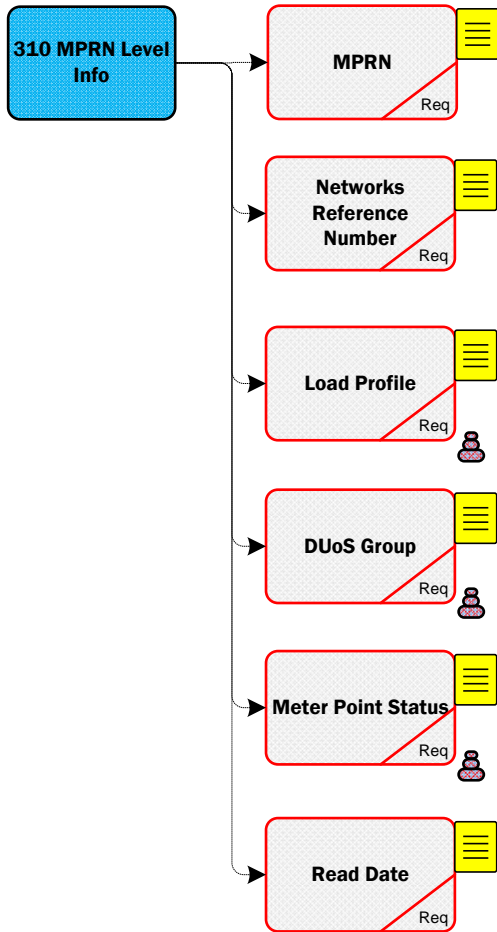 310 MPRN Level
Info
MPRN
Req
Networks
Reference
Number
Req
Load Profile
Req
DUoS Group
Req
Meter Point Status
Req
Read Date
Req